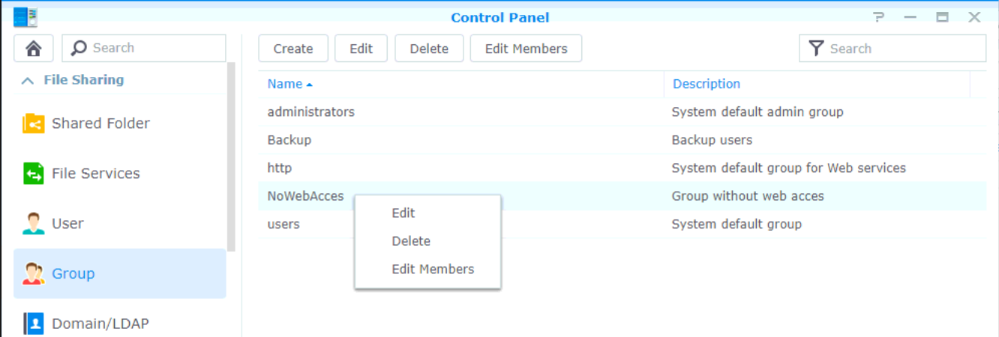 Control Panel
Search
Create Edit Delete Edit Members Search
File Sharing
Name Description
Shared Folder
administrators System default admin group
Backup Backup users
File Services
http System default group for Web services
NoWebAcces Group without web acces
Edit
User
users System default group
Delete
Edit Members
Group
Domain/LDAP